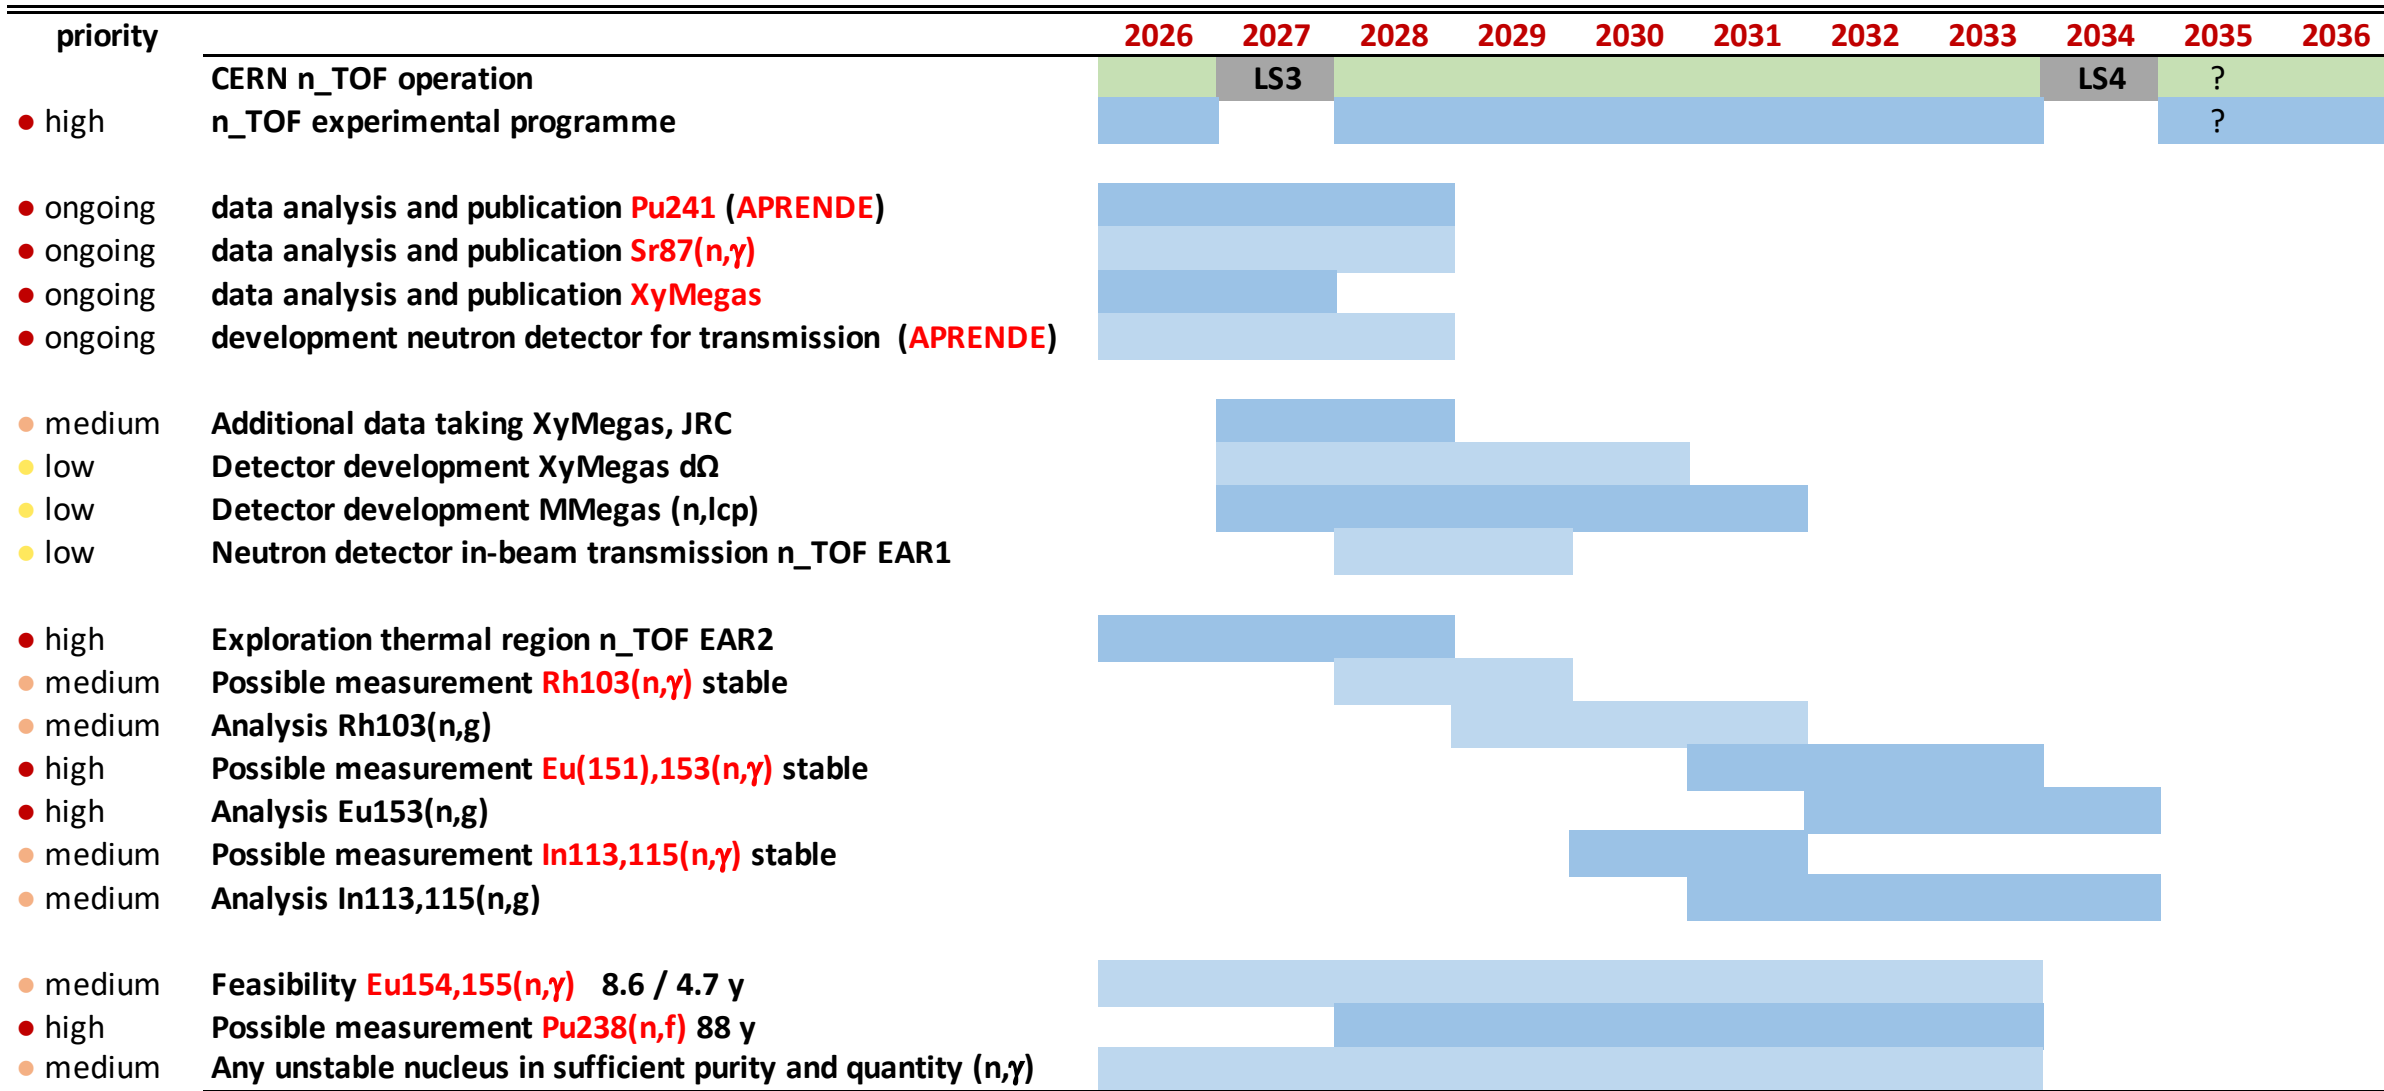 priority 2026 2027 2028 2029 2030 2031 2032 2033 2034 2035 2036
CERN n_TOF operation LS3 LS4 ?
● high n_TOF experimental programme ?
● ongoing data analysis and publication Pu241 (APRENDE)
● ongoing data analysis and publication Sr87(n,γ)
● ongoing data analysis and publication XyMegas
● ongoing development neutron detector for transmission (APRENDE)
● medium Additional data taking XyMegas, JRC
● low Detector development XyMegas dΩ
● low Detector development MMegas (n,lcp)
● low Neutron detector in-beam transmission n_TOF EAR1
● high Exploration thermal region n_TOF EAR2
● medium Possible measurement Rh103(n,γ) stable
● medium Analysis Rh103(n,g)
● high Possible measurement Eu(151),153(n,γ) stable
● high Analysis Eu153(n,g)
● medium Possible measurement In113,115(n,γ) stable
● medium Analysis In113,115(n,g)
● medium Feasibility Eu154,155(n,γ) 8.6 / 4.7 y
● high Possible measurement Pu238(n,f) 88 y
● medium Any unstable nucleus in sufficient purity and quantity (n,γ)